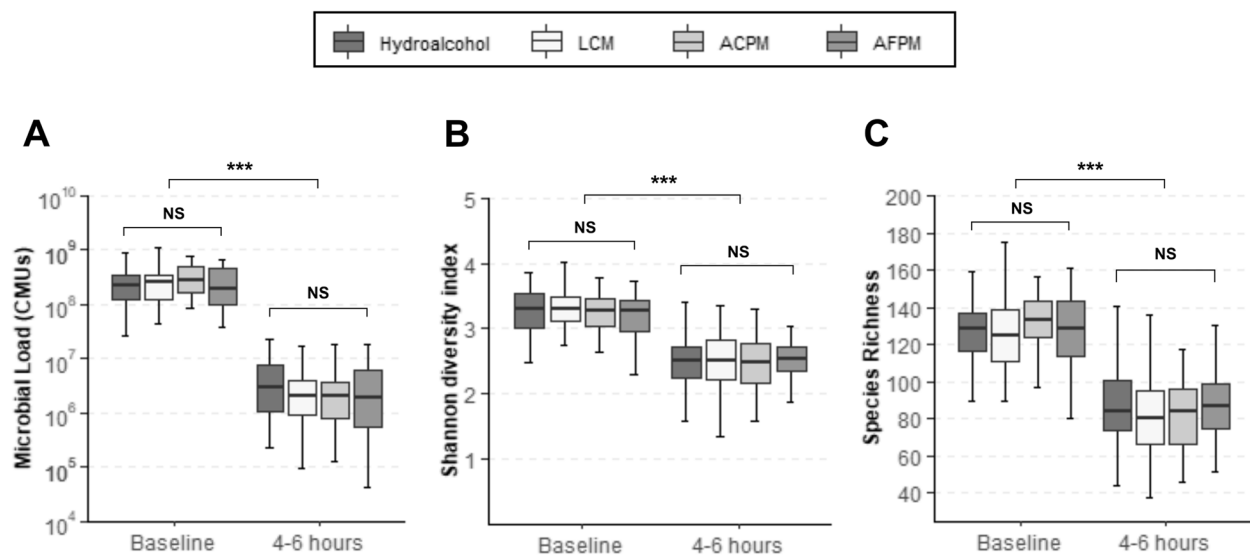 Hydroalcohol LCM ACPM AFPM
A
Microbial Load (CMUs)
10^10
10^9
10^8
10^7
10^6
10^5
10^4
***
NS
NS
Baseline 4-6 hours
B
Shannon diversity index
5
4
3
2
1
0
***
NS
NS
Baseline 4-6 hours
C
Species Richness
200
180
160
140
120
100
80
60
40
***
NS
NS
Baseline 4-6 hours